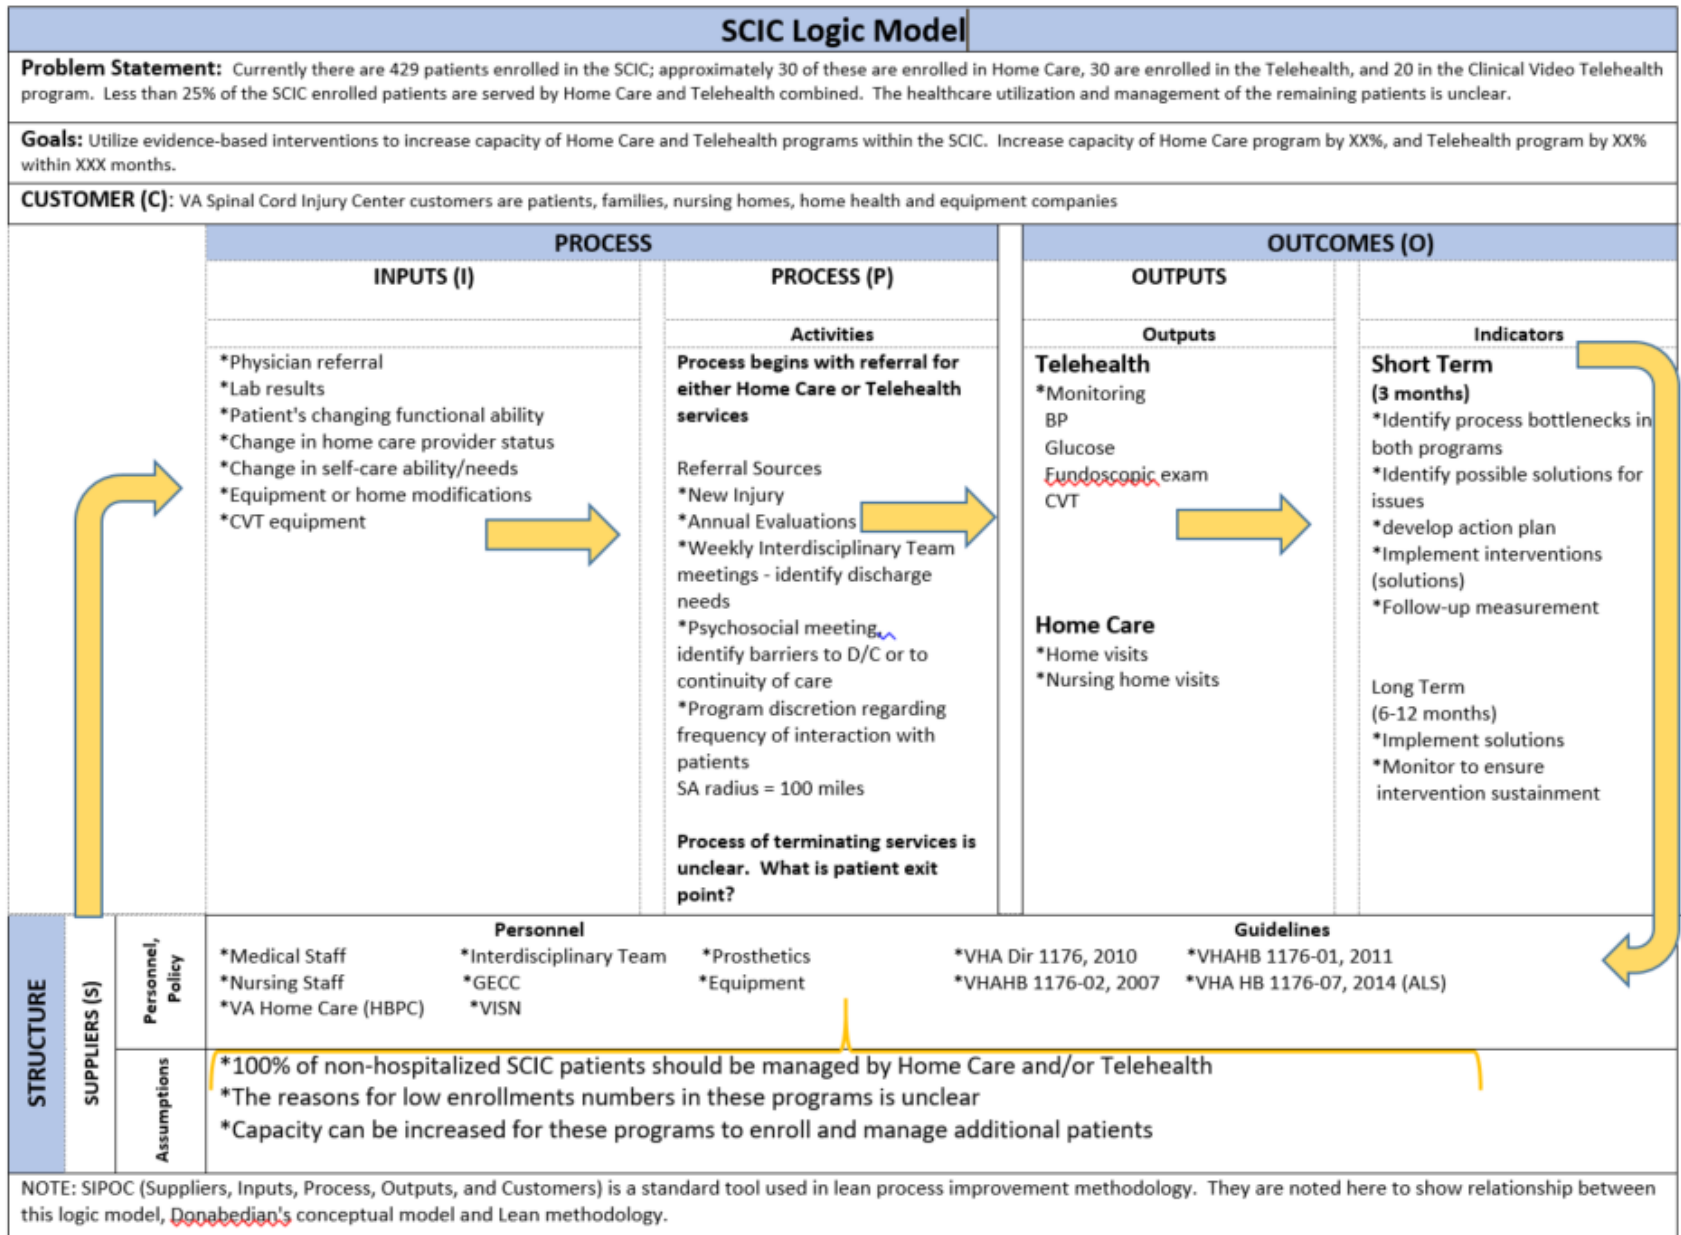 SCIC Logic Model
Problem Statement: Currently there are 429 patients enrolled in the SCIC; approximately 30 of these are enrolled in Home Care, 30 are enrolled in the Telehealth, and 20 in the Clinical Video Telehealth
program. Less than 25% of the SCIC enrolled patients are served by Home Care and Telehealth combined. The healthcare utilization and management of the remaining patients is unclear.
Goals: Utilize evidence-based interventions to increase capacity of Home Care and Telehealth programs within the SCIC. Increase capacity of Home Care program by XX%, and Telehealth program by XX%
within XXX months.
CUSTOMER (C): VA Spinal Cord Injury Center customers are patients, families, nursing homes, home health and equipment companies
PROCESS
INPUTS (I)
*Physician referral
*Lab results
*Patient's changing functional ability
*Change in home care provider status
*Change in self-care ability/needs
*Equipment or home modifications
*CVT equipment
PROCESS (P)
Activities
Process begins with referral for
either Home Care or Telehealth
services
Referral Sources
*New Injury
*Annual Evaluations
*Weekly Interdisciplinary Team
meetings - identify discharge
needs
*Psychosocial meeting,
identify barriers to D/C or to
continuity of care
*Program discretion regarding
frequency of interaction with
patients
SA radius = 100 miles
Process of terminating services is
unclear. What is patient exit
point?
OUTCOMES (O)
OUTPUTS
Outputs
Telehealth
*Monitoring
BP
Glucose
Fundoscopic exam
CVT
Home Care
*Home visits
*Nursing home visits
Indicators
Short Term
(3 months)
*Identify process bottlenecks in
both programs
*Identify possible solutions for
issues
*develop action plan
*Implement interventions
(solutions)
*Follow-up measurement
Long Term
(6-12 months)
*Implement solutions
*Monitor to ensure
intervention sustainment
STRUCTURE
SUPPLIERS (S)
Personnel,
Policy
Personnel
*Medical Staff
*Nursing Staff
*VA Home Care (HBPC)
*Interdisciplinary Team
*GECC
*VISN
*Prosthetics
*Equipment
Guidelines
*VHA Dir 1176, 2010
*VHAHB 1176-02, 2007
*VHAHB 1176-01, 2011
*VHA HB 1176-07, 2014 (ALS)
Assumptions
*100% of non-hospitalized SCIC patients should be managed by Home Care and/or Telehealth
*The reasons for low enrollments numbers in these programs is unclear
*Capacity can be increased for these programs to enroll and manage additional patients
NOTE: SIPOC (Suppliers, Inputs, Process, Outputs, and Customers) is a standard tool used in lean process improvement methodology. They are noted here to show relationship between
this logic model, Donabedian's conceptual model and Lean methodology.